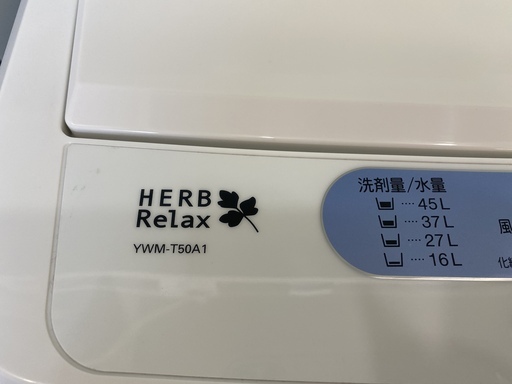 HERB
Relax
YWM-T50A1
洗剤量/水量
‥‥45L
‥‥37L
‥‥27L
‥‥16L
風